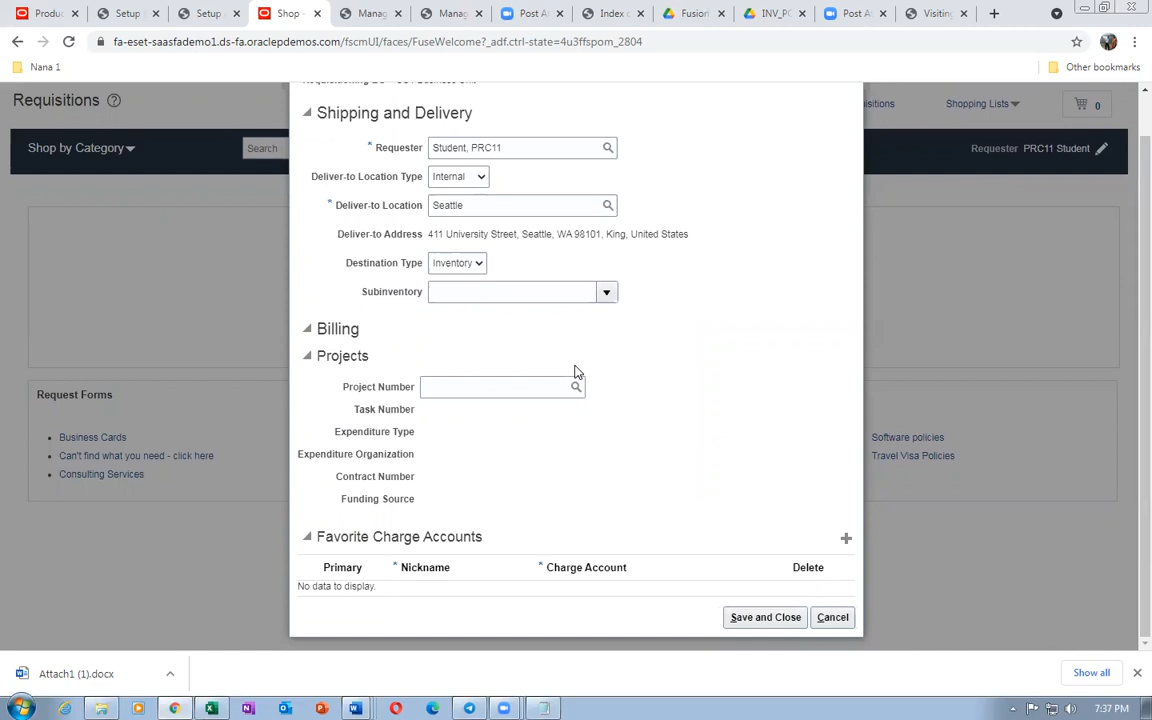 Produc
Setup A
Setup
Shop -
Manag
Manag
Post A
Index c
Fusion
INV_PC
Post Al
Visiting
fa-eset-saasfademo1.ds-fa.oraclepdemos.com/fscmUI/faces/FuseWelcome?_adf.ctrl-state=4u3ffspom_2804
Nana 1
Other bookmarks
Requisitions
Shopping Lists
0
Shop by Category
Search
Requester PRC11 Student
Shipping and Delivery
* Requester Student, PRC11
Deliver-to Location Type Internal
* Deliver-to Location Seattle
Deliver-to Address 411 University Street, Seattle, WA 98101, King, United States
Destination Type Inventory
Subinventory
Billing
Projects
Project Number
Task Number
Expenditure Type
Expenditure Organization
Contract Number
Funding Source
Favorite Charge Accounts
Primary * Nickname * Charge Account Delete
No data to display.
Save and Close Cancel
Request Forms
Business Cards
Can't find what you need - click here
Consulting Services
Software policies
Travel Visa Policies
Attach1 (1).docx
Show all
7:37 PM